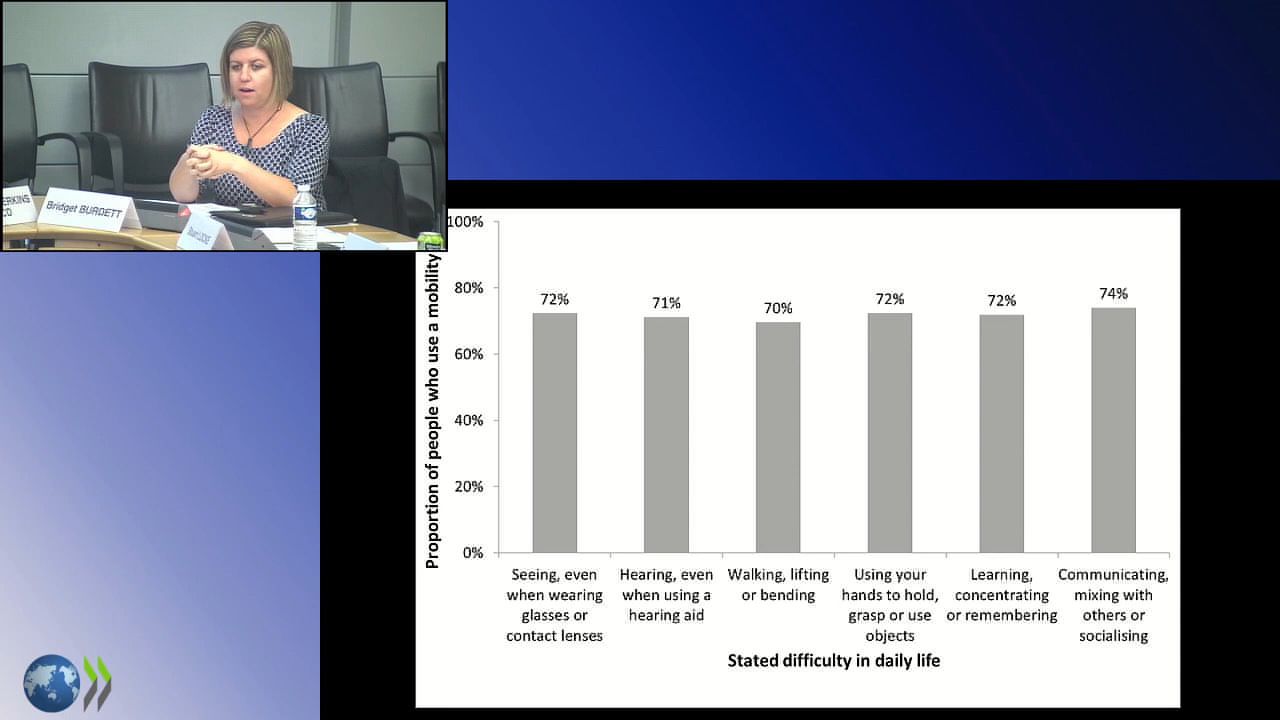 ERKINS
CO
Bridget BURDETT
100%
80%
60%
40%
20%
0%
Proportion of people who use a mobility
72%
71%
70%
72%
72%
74%
Seeing, even
when wearing
glasses or
contact lenses
Hearing, even
when using a
hearing aid
Walking, lifting
or bending
Using your
hands to hold,
grasp or use
objects
Learning,
concentrating
or remembering
Communicating,
mixing with
others or
socialising
Stated difficulty in daily life